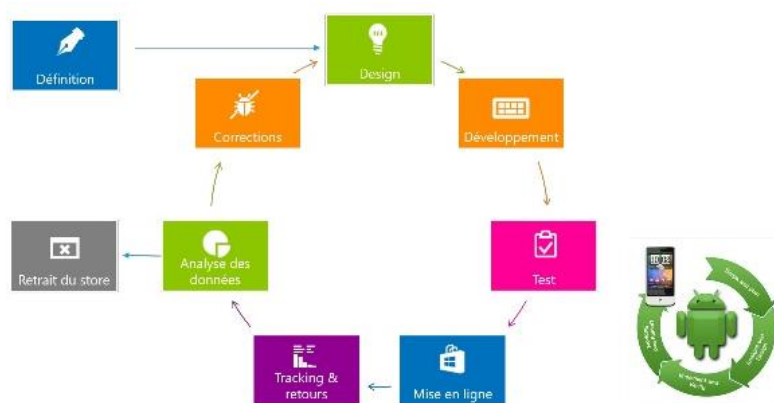 Définition
Design
Corrections
Développement
Retrait du store
Analyse des
données
Test
Tracking &
retours
Mise en ligne